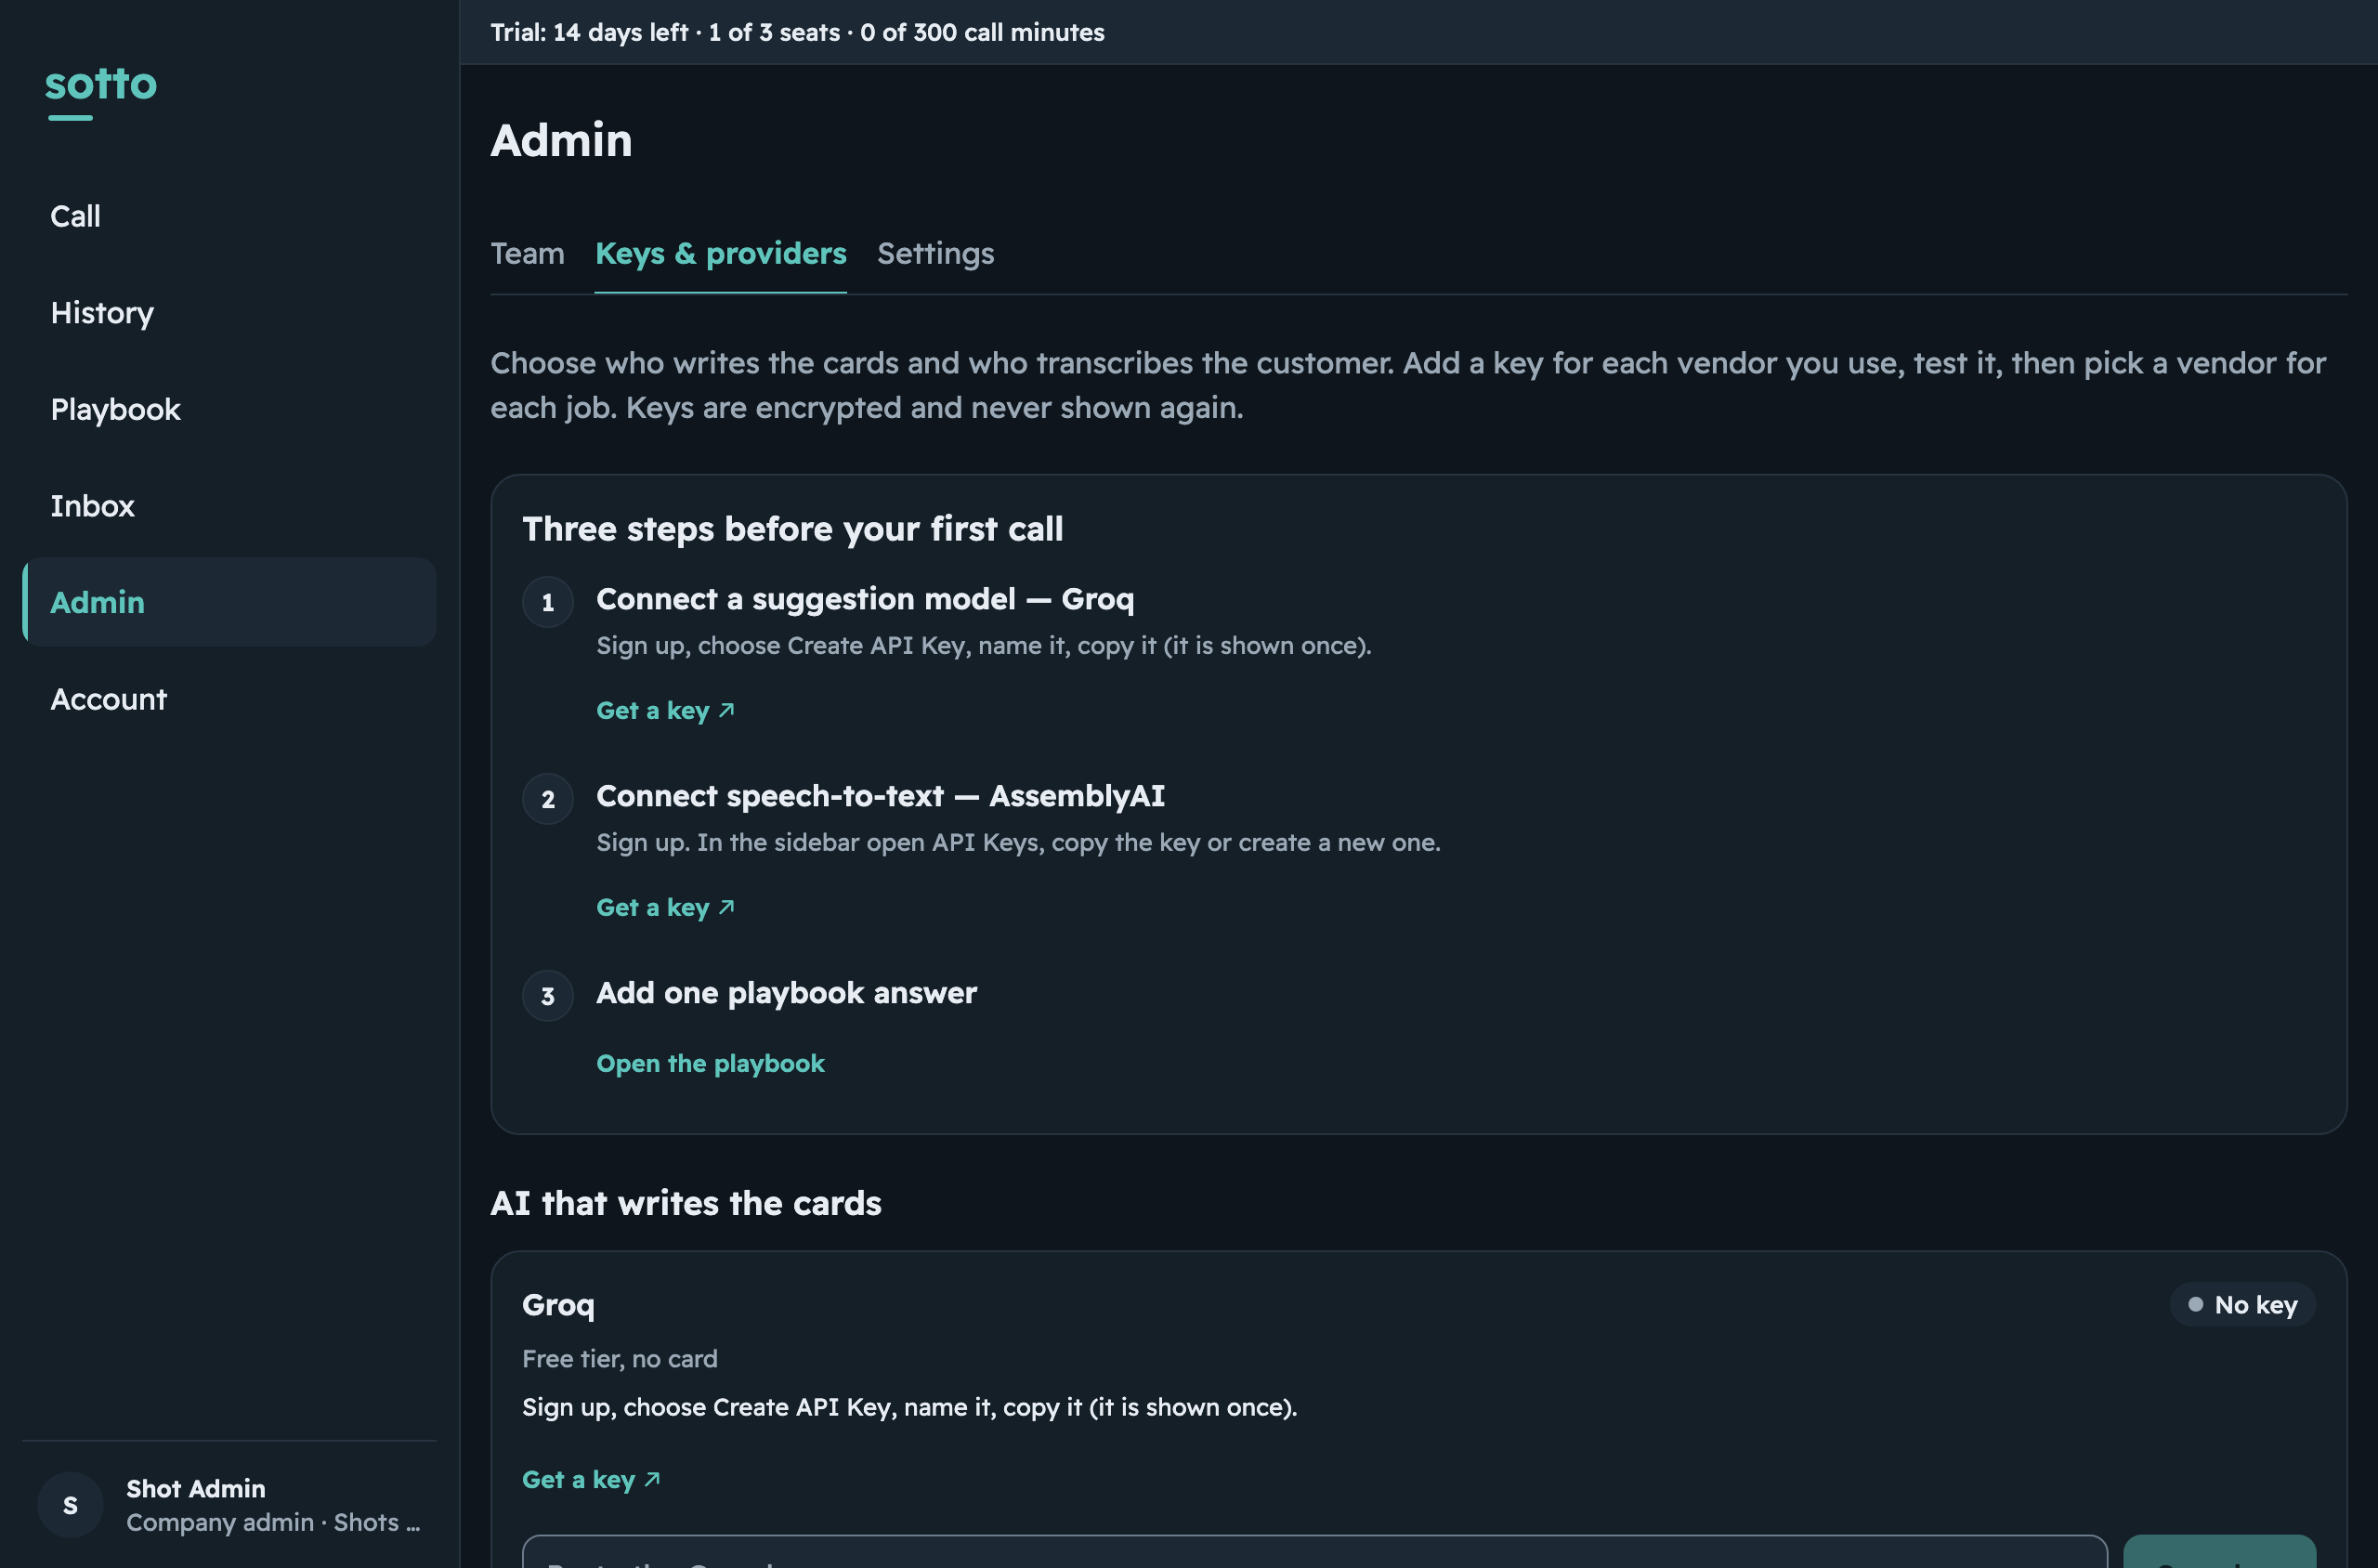 Trial: 14 days left · 1 of 3 seats · 0 of 300 call minutes
sotto
Call
History
Playbook
Inbox
Admin
Account
Shot Admin
Company admin · Shots ...
S
Admin
Team Keys & providers Settings
Choose who writes the cards and who transcribes the customer. Add a key for each vendor you use, test it, then pick a vendor for
each job. Keys are encrypted and never shown again.
Three steps before your first call
1 Connect a suggestion model — Groq
Sign up, choose Create API Key, name it, copy it (it is shown once).
Get a key ↗
2 Connect speech-to-text — AssemblyAI
Sign up. In the sidebar open API Keys, copy the key or create a new one.
Get a key ↗
3 Add one playbook answer
Open the playbook
AI that writes the cards
Groq
No key
Free tier, no card
Sign up, choose Create API Key, name it, copy it (it is shown once).
Get a key ↗